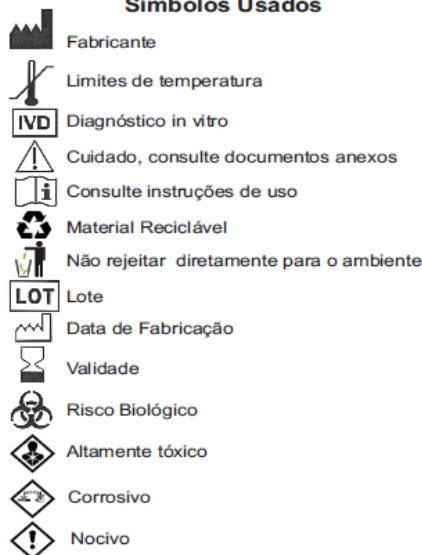 Símbolos Usados
Fabricante
Limites de temperatura
IVD Diagnóstico in vitro
Cuidado, consulte documentos anexos
Consulte instruções de uso
Material Reciclável
Não rejeitar diretamente para o ambiente
LOT Lote
Data de Fabricação
Validade
Risco Biológico
Altamente tóxico
Corrosivo
Nocivo